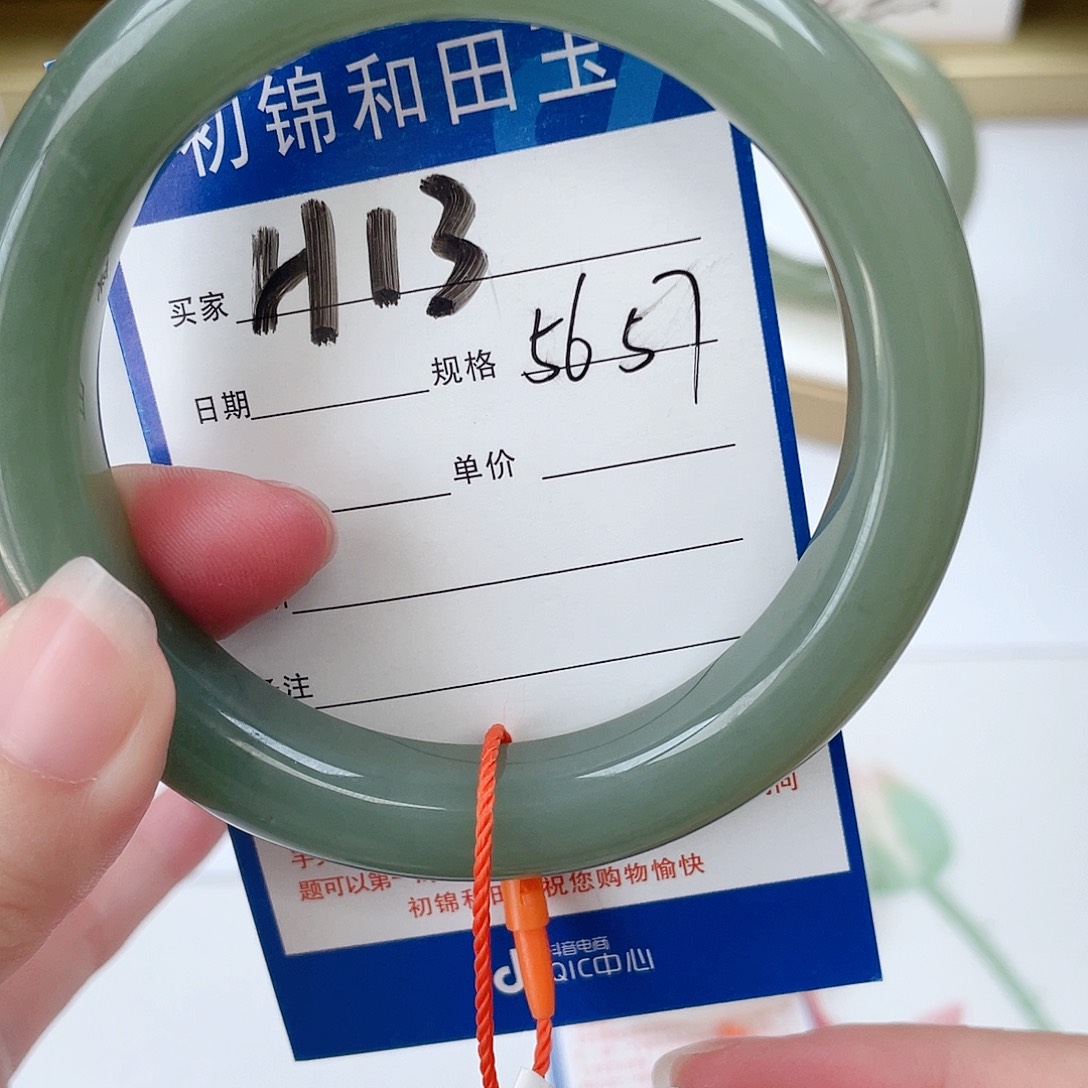 初锦和田玉
买家 H13
日期 规格 5657
单价
注
题可以第一
初锦和田 祝您购物愉快
抖音电商
QIC中心